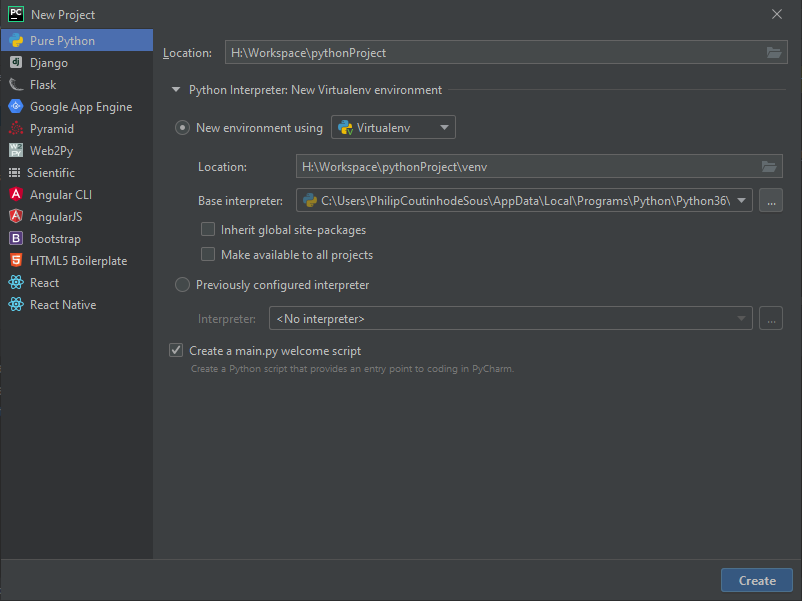 PC New Project
Pure Python
Django
Flask
Google App Engine
Pyramid
Web2Py
Scientific
Angular CLI
AngularJS
Bootstrap
HTML5 Boilerplate
React
React Native
Location: H:\Workspace\pythonProject
Python Interpreter: New Virtualenv environment
New environment using Virtualenv
Location: H:\Workspace\pythonProject\venv
Base interpreter: C:\Users\PhilipCoutinhodeSous\AppData\Local\Programs\Python\Python36\ ...
Inherit global site-packages
Make available to all projects
Previously configured interpreter
Interpreter: <No interpreter> ...
Create a main.py welcome script
Create a Python script that provides an entry point to coding in PyCharm.
Create